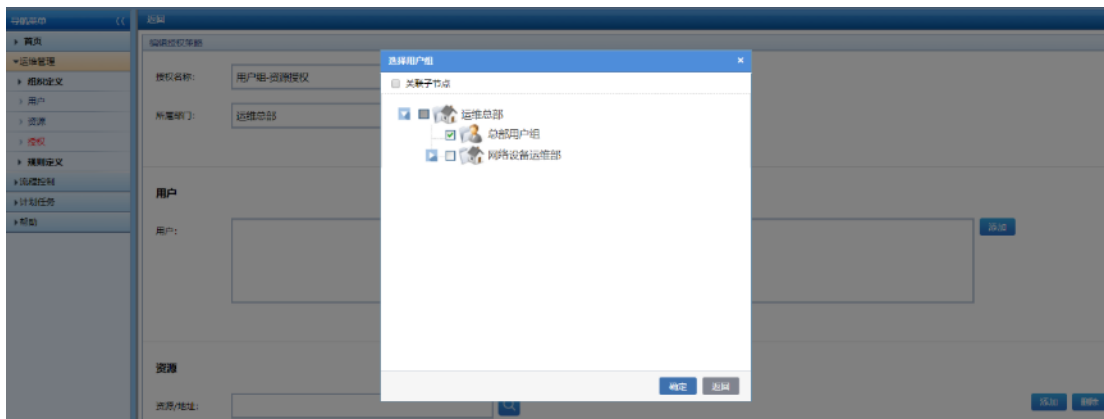 导航菜单
返回
首页
编辑授权策略
运维管理
组织定义
用户
资源
授权
规则定义
流程控制
计划任务
帮助
授权名称:
用户组-资源授权
所属部门:
运维总部
选择用户组
×
关联子节点
运维总部
总部用户组
网络设备运维部
确定
返回
用户
用户:
添加
资源
资源/地址:
添加
删除